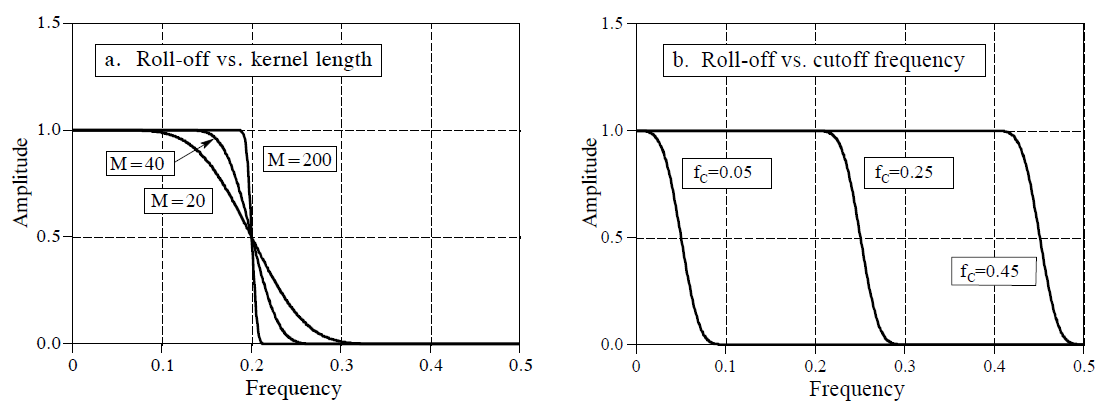 a. Roll-off vs. kernel length
1.5
1.0
0.5
0.0
Amplitude
M=40
M=200
M=20
0 0.1 0.2 0.3 0.4 0.5
Frequency
b. Roll-off vs. cutoff frequency
1.5
1.0
0.5
0.0
Amplitude
fC=0.05
fC=0.25
fC=0.45
0 0.1 0.2 0.3 0.4 0.5
Frequency